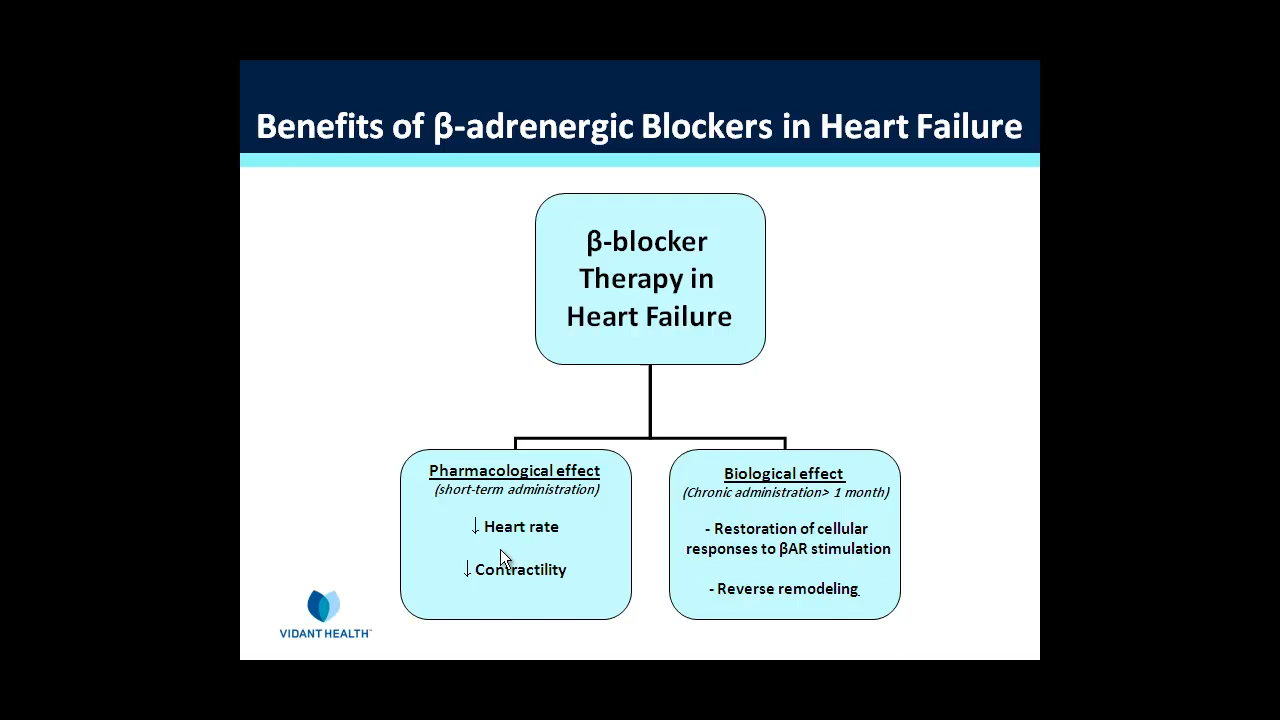 Benefits of β-adrenergic Blockers in Heart Failure
β-blocker
Therapy in
Heart Failure
Pharmacological effect
(short-term administration)
↓ Heart rate
↓ Contractility
Biological effect
(Chronic administration> 1 month)
- Restoration of cellular
responses to βAR stimulation
- Reverse remodeling
VIDANT HEALTH™